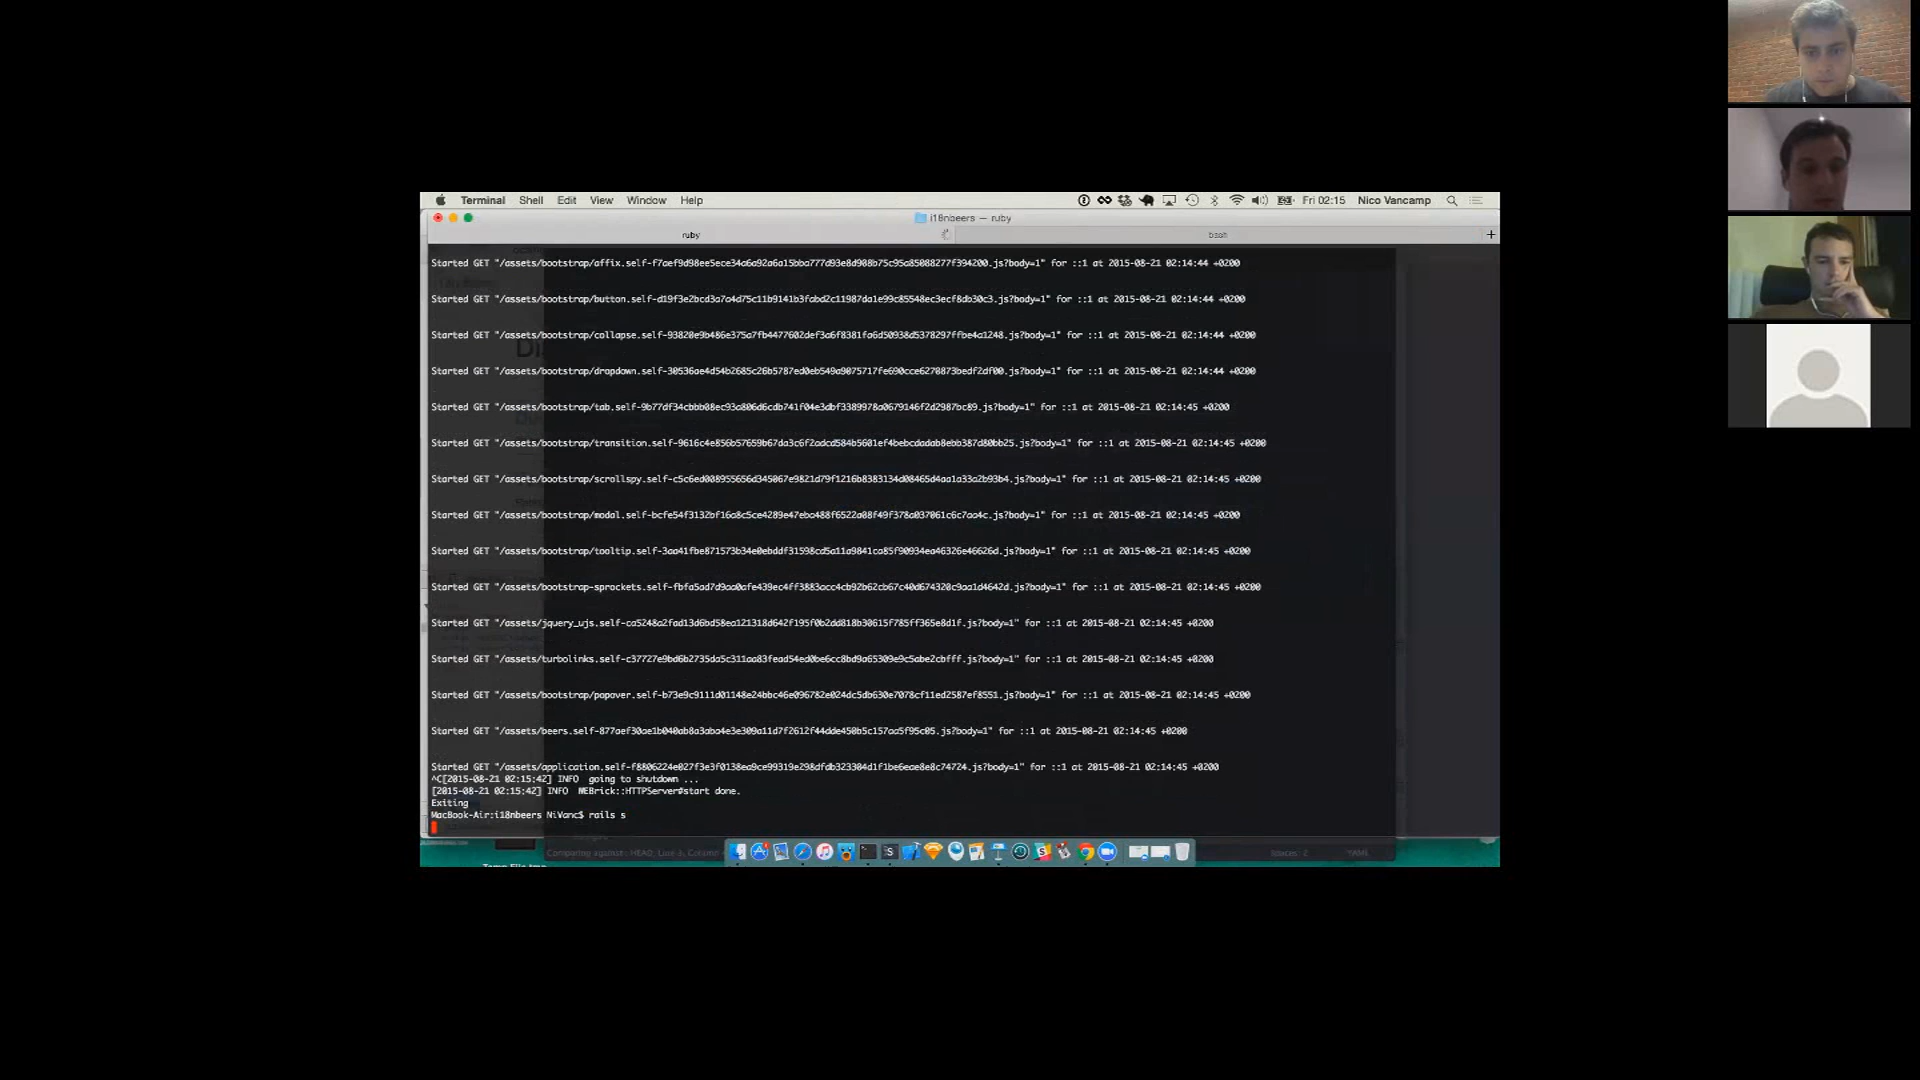 Terminal Shell Edit View Window Help Fri 02:15 Nico Vancamp
i18nbeers — ruby
ruby bash
Started GET "/assets/bootstrap/affix.self-f7aef9d98ee5ece34a6a92a6a15bba777d93e8d908b75c95a85088277f394200.js?body=1" for ::1 at 2015-08-21 02:14:44 +0200
Started GET "/assets/bootstrap/button.self-d19f3e2bcd3a7a4d75c11b9141b3fabd2c11987da1e99c85548ec3ecf8db30c3.js?body=1" for ::1 at 2015-08-21 02:14:44 +0200
Started GET "/assets/bootstrap/collapse.self-93828e9b486e375a7fb4477602def3a6f8381fa6d50938d5378297ffbe4a1248.js?body=1" for ::1 at 2015-08-21 02:14:44 +0200
Started GET "/assets/bootstrap/dropdown.self-30536ae4d54b2685c26b5787ed0eb549a9075717fe690cce6278873bedf2df00.js?body=1" for ::1 at 2015-08-21 02:14:44 +0200
Started GET "/assets/bootstrap/tab.self-9b77df34cbbb08ec93a806d6cdb741f04e3dbf3389978a0679146f2d2987bc89.js?body=1" for ::1 at 2015-08-21 02:14:45 +0200
Started GET "/assets/bootstrap/transition.self-9616c4e856b57659b67da3c6f2adcd584b5601ef4bebcdadab8ebb387d80bb25.js?body=1" for ::1 at 2015-08-21 02:14:45 +0200
Started GET "/assets/bootstrap/scrollspy.self-c5c6ed008955656d345067e9821d79f1216b8383134d08465d4aa1a33a2b93b4.js?body=1" for ::1 at 2015-08-21 02:14:45 +0200
Started GET "/assets/bootstrap/modal.self-bcfe54f3132bf16a8c5ce4289e47eba488f6522a08f49f378a037061c6c7aa4c.js?body=1" for ::1 at 2015-08-21 02:14:45 +0200
Started GET "/assets/bootstrap/tooltip.self-3aa41fbe871573b34e0ebddf31598cd5a11a9841ca85f90934ea46326e46626d.js?body=1" for ::1 at 2015-08-21 02:14:45 +0200
Started GET "/assets/bootstrap-sprockets.self-fbfa5ad7d9aa0afe439ec4ff3883acc4cb92b62cb67c40d674320c9aa1d4642d.js?body=1" for ::1 at 2015-08-21 02:14:45 +0200
Started GET "/assets/jquery_ujs.self-ca5248a2fad13d6bd58ea121318d642f195f0b2dd818b30615f785ff365e8d1f.js?body=1" for ::1 at 2015-08-21 02:14:45 +0200
Started GET "/assets/turbolinks.self-c37727e9bd6b2735da5c311aa83fead54ed0be6cc8bd9a65309e9c5abe2cbfff.js?body=1" for ::1 at 2015-08-21 02:14:45 +0200
Started GET "/assets/bootstrap/popover.self-b73e9c9111d01148e24bbc46e096782e024dc5db630e7078cf11ed2587ef8551.js?body=1" for ::1 at 2015-08-21 02:14:45 +0200
Started GET "/assets/beers.self-877aef30ae1b040ab8a3aba4e3e309a11d7f2612f44dde450b5c157aa5f95c05.js?body=1" for ::1 at 2015-08-21 02:14:45 +0200
Started GET "/assets/application.self-f8806224e027f3e3f0138ea9ce99319e298dfdb323304d1f1be6eae8e8c74724.js?body=1" for ::1 at 2015-08-21 02:14:45 +0200
^C[2015-08-21 02:15:42] INFO going to shutdown ...
[2015-08-21 02:15:42] INFO WEBrick::HTTPServer#start done.
Exiting
MacBook-Air:i18nbeers NiVanc$ rails s